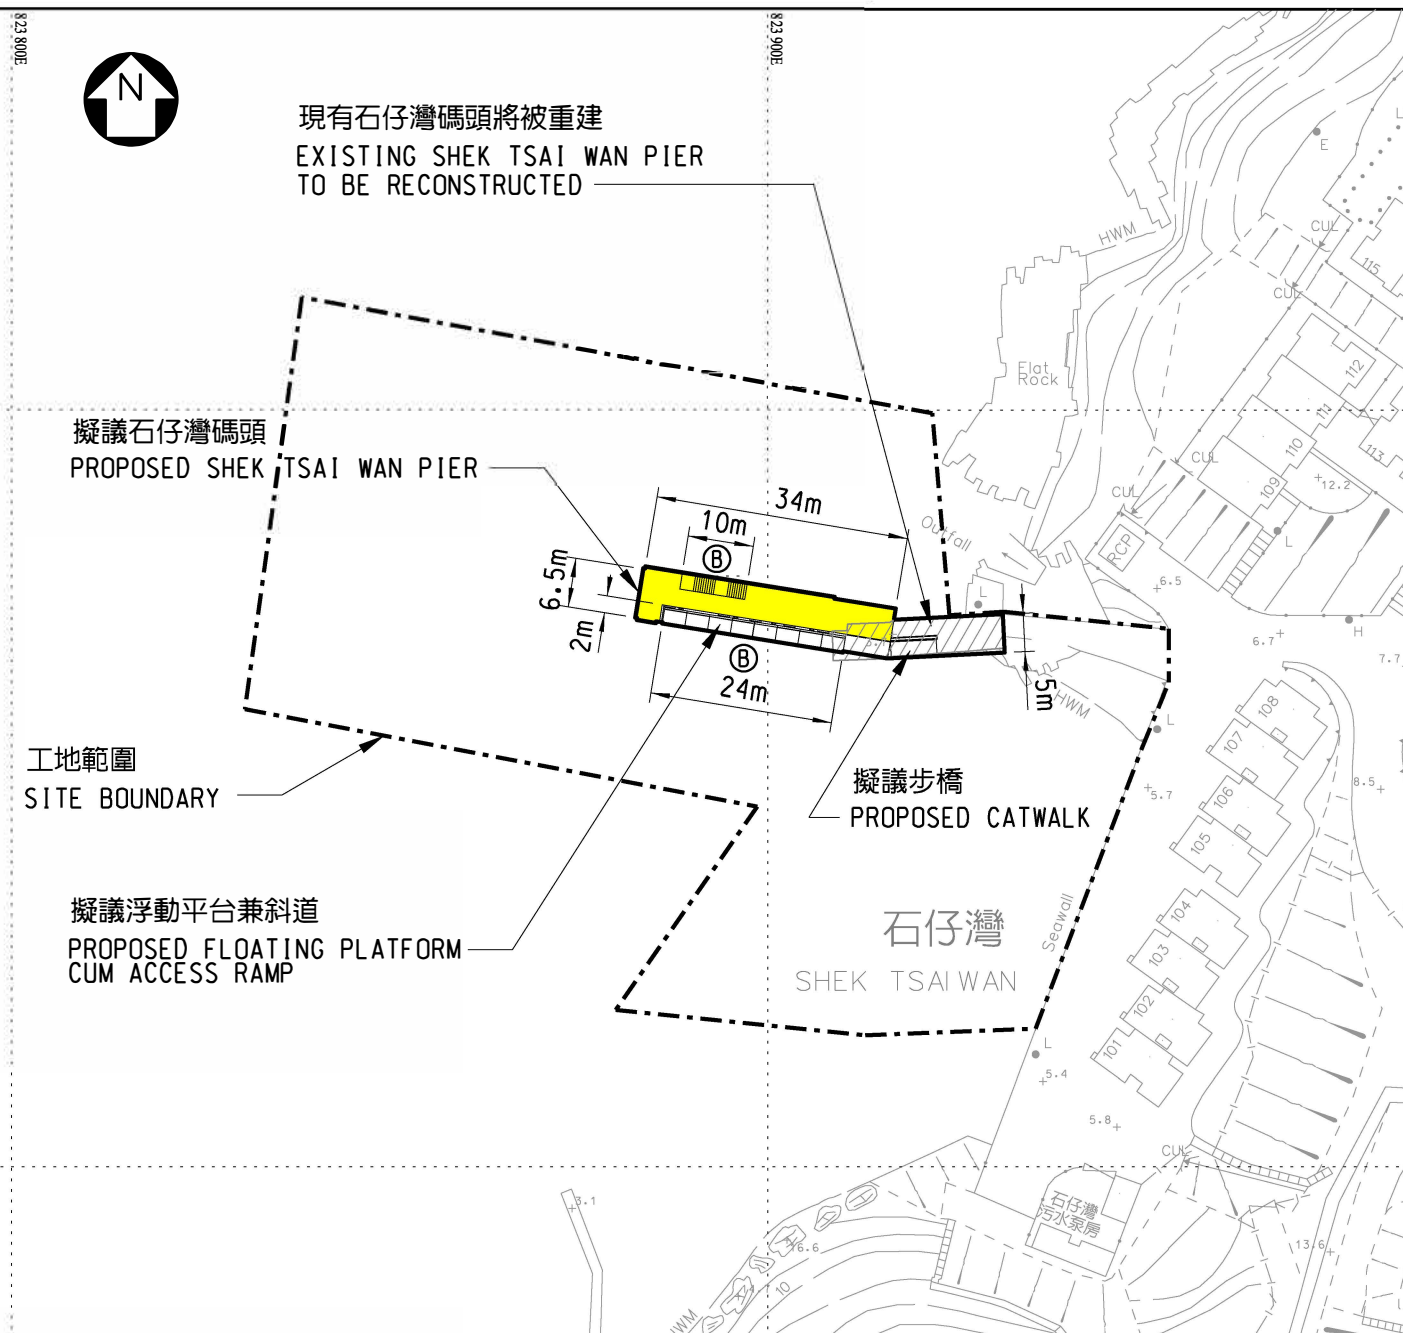 823 800E
823 900E
N
現有石仔灣碼頭將被重建
EXISTING SHEK TSAI WAN PIER
TO BE RECONSTRUCTED
E
L
HWM
CUL
115
CUL
Flat
Rock
112
111
110
113
擬議石仔灣碼頭
PROPOSED SHEK TSAI WAN PIER
CUL
12.2
109
CUL
34m
10m
B
Outfall
L
RCP
6.5m
6.5
2m
L
H
6.7
7.7
B
24m
5m
HWM
108
L
107
工地範圍
SITE BOUNDARY
擬議步橋
PROPOSED CATWALK
8.5
5.7
106
105
擬議浮動平台兼斜道
PROPOSED FLOATING PLATFORM
CUM ACCESS RAMP
石仔灣
SHEK TSAI WAN
Seawall
104
103
102
101
L
5.4
5.8
CUL
3.1
石仔灣
污水泵房
6.6
13.6
10
HWM